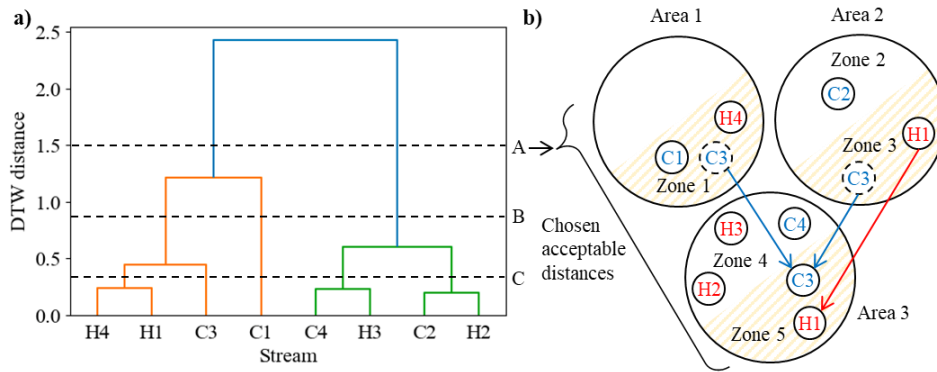 a)
2.5
2.0
1.5
1.0
0.5
0.0
DTW distance
H4 H1 C3 C1 C4 H3 C2 H2
Stream
A
B
C
Chosen
acceptable
distances
b)
Area 1
H4
C1
C3
Zone 1
Area 2
Zone 2
C2
H1
Zone 3
C3
H3
C4
Zone 4
H2
C3
Zone 5
H1
Area 3